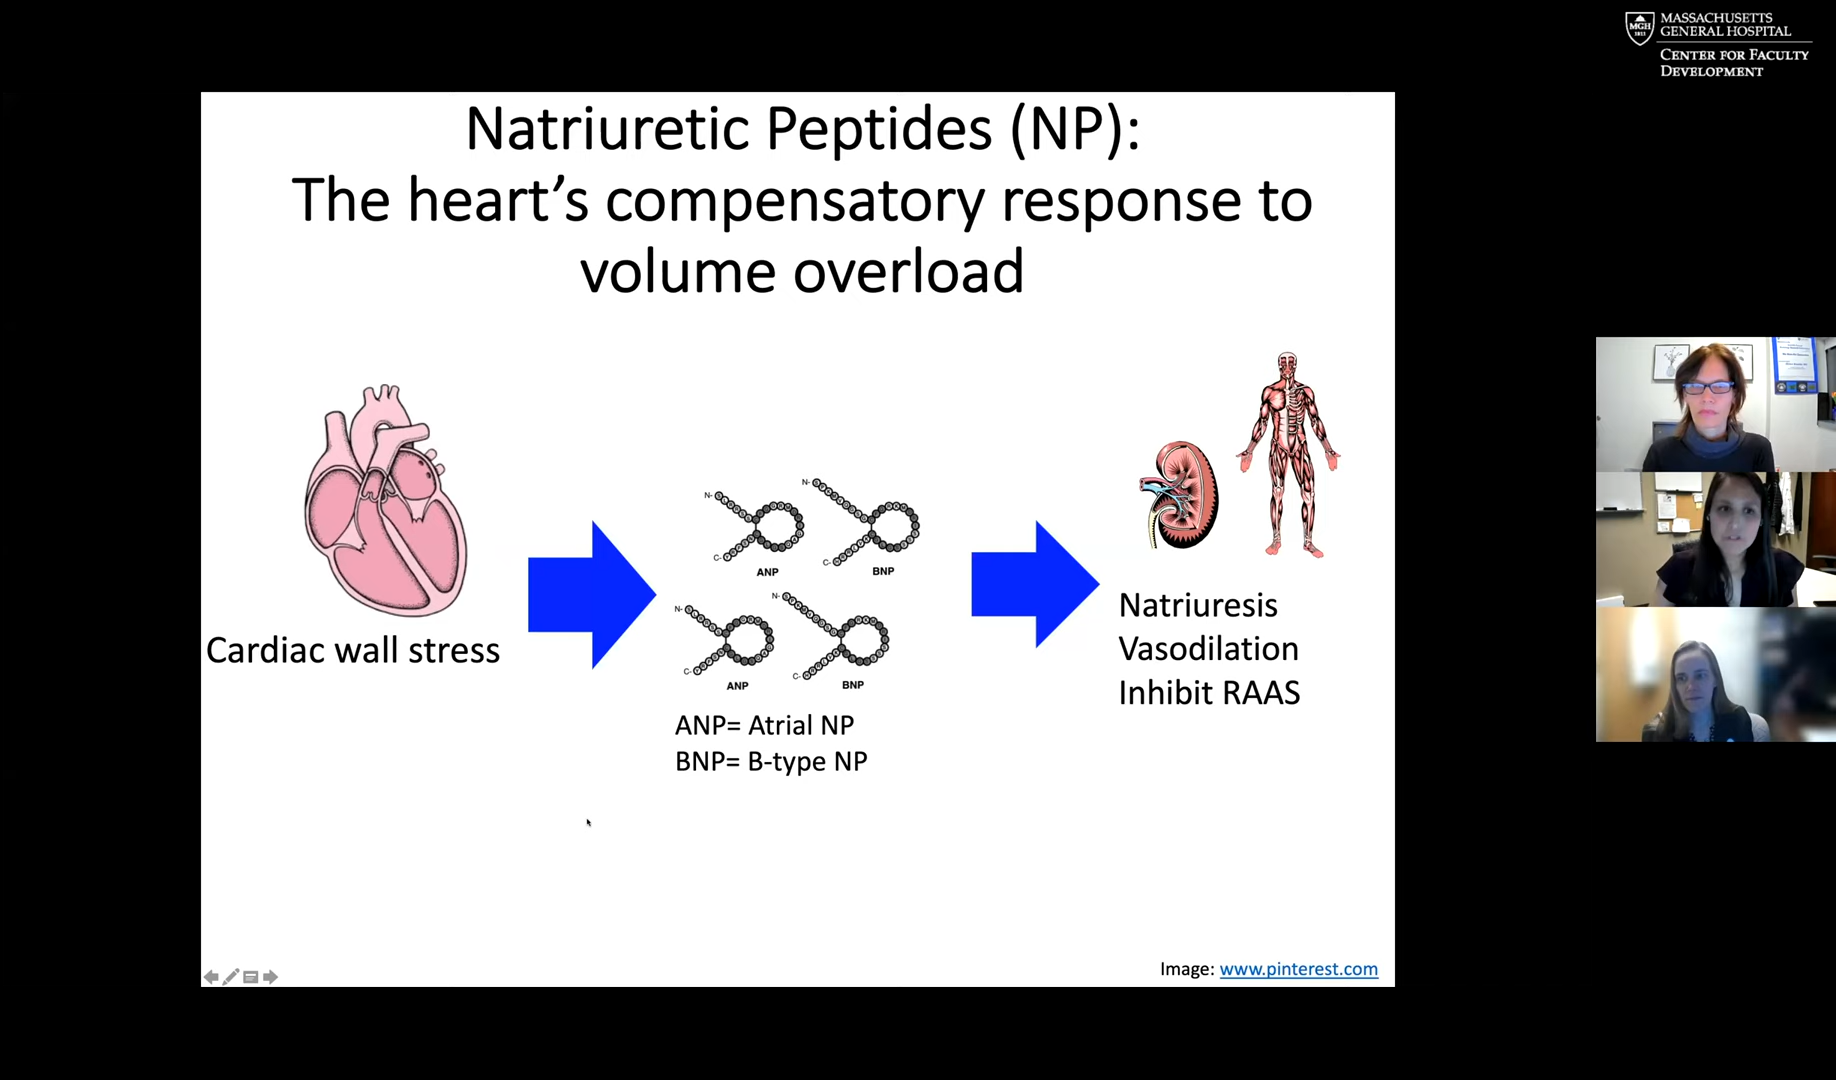 MASSACHUSETTS
GENERAL HOSPITAL
CENTER FOR FACULTY
DEVELOPMENT
MGH
1811
Natriuretic Peptides (NP):
The heart's compensatory response to
volume overload
Cardiac wall stress
N-
C-
ANP
N-
C-
BNP
N-
C-
ANP
N-
C-
BNP
ANP= Atrial NP
BNP= B-type NP
Natriuresis
Vasodilation
Inhibit RAAS
Image: www.pinterest.com